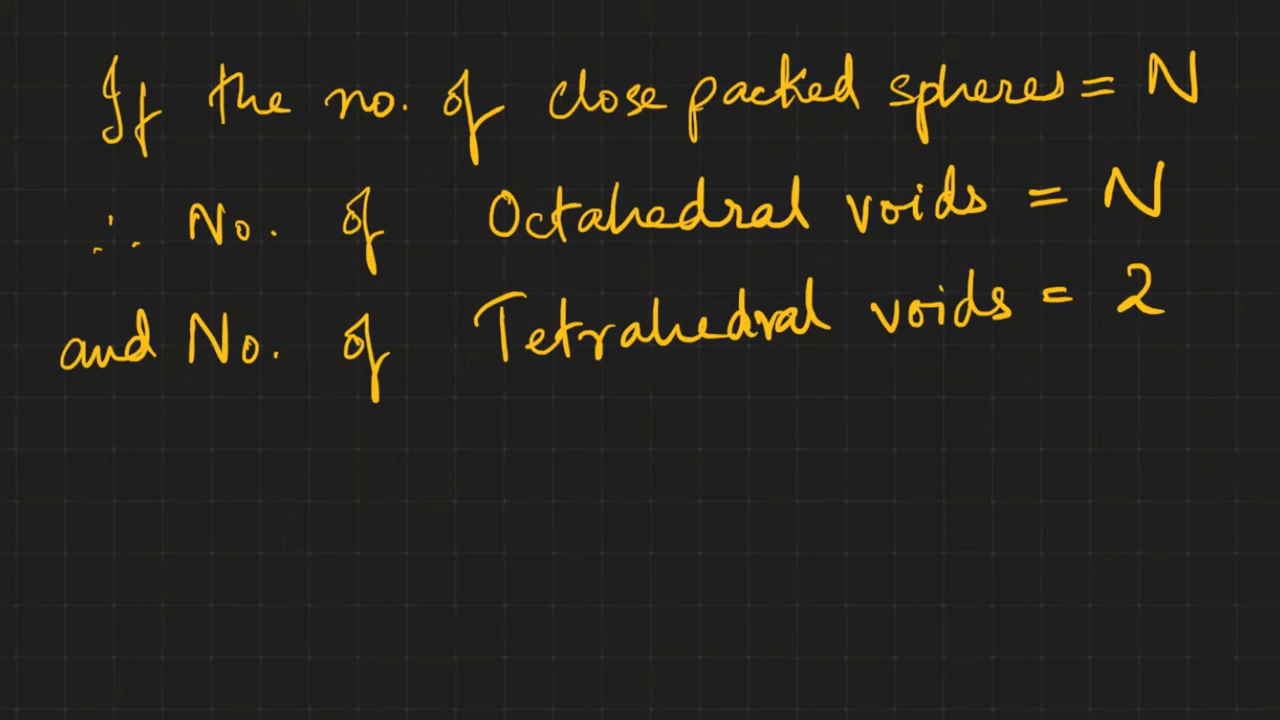 If the no. of close packed spheres = N
∴ No. of Octahedral voids = N
and No. of Tetrahedral voids = 2